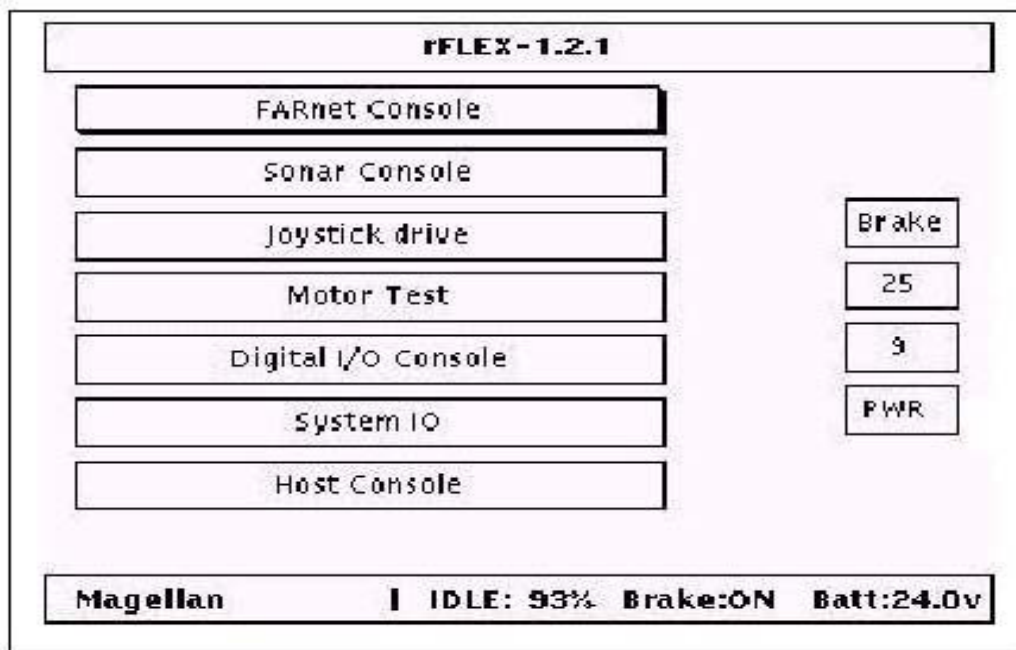 rFLEX-1.2.1
FARnet Console
Sonar Console
Joystick drive
Motor Test
Digital I/O Console
System IO
Host Console
Brake
25
9
PWR
Magellan | IDLE: 93% Brake:ON Batt:24.0v